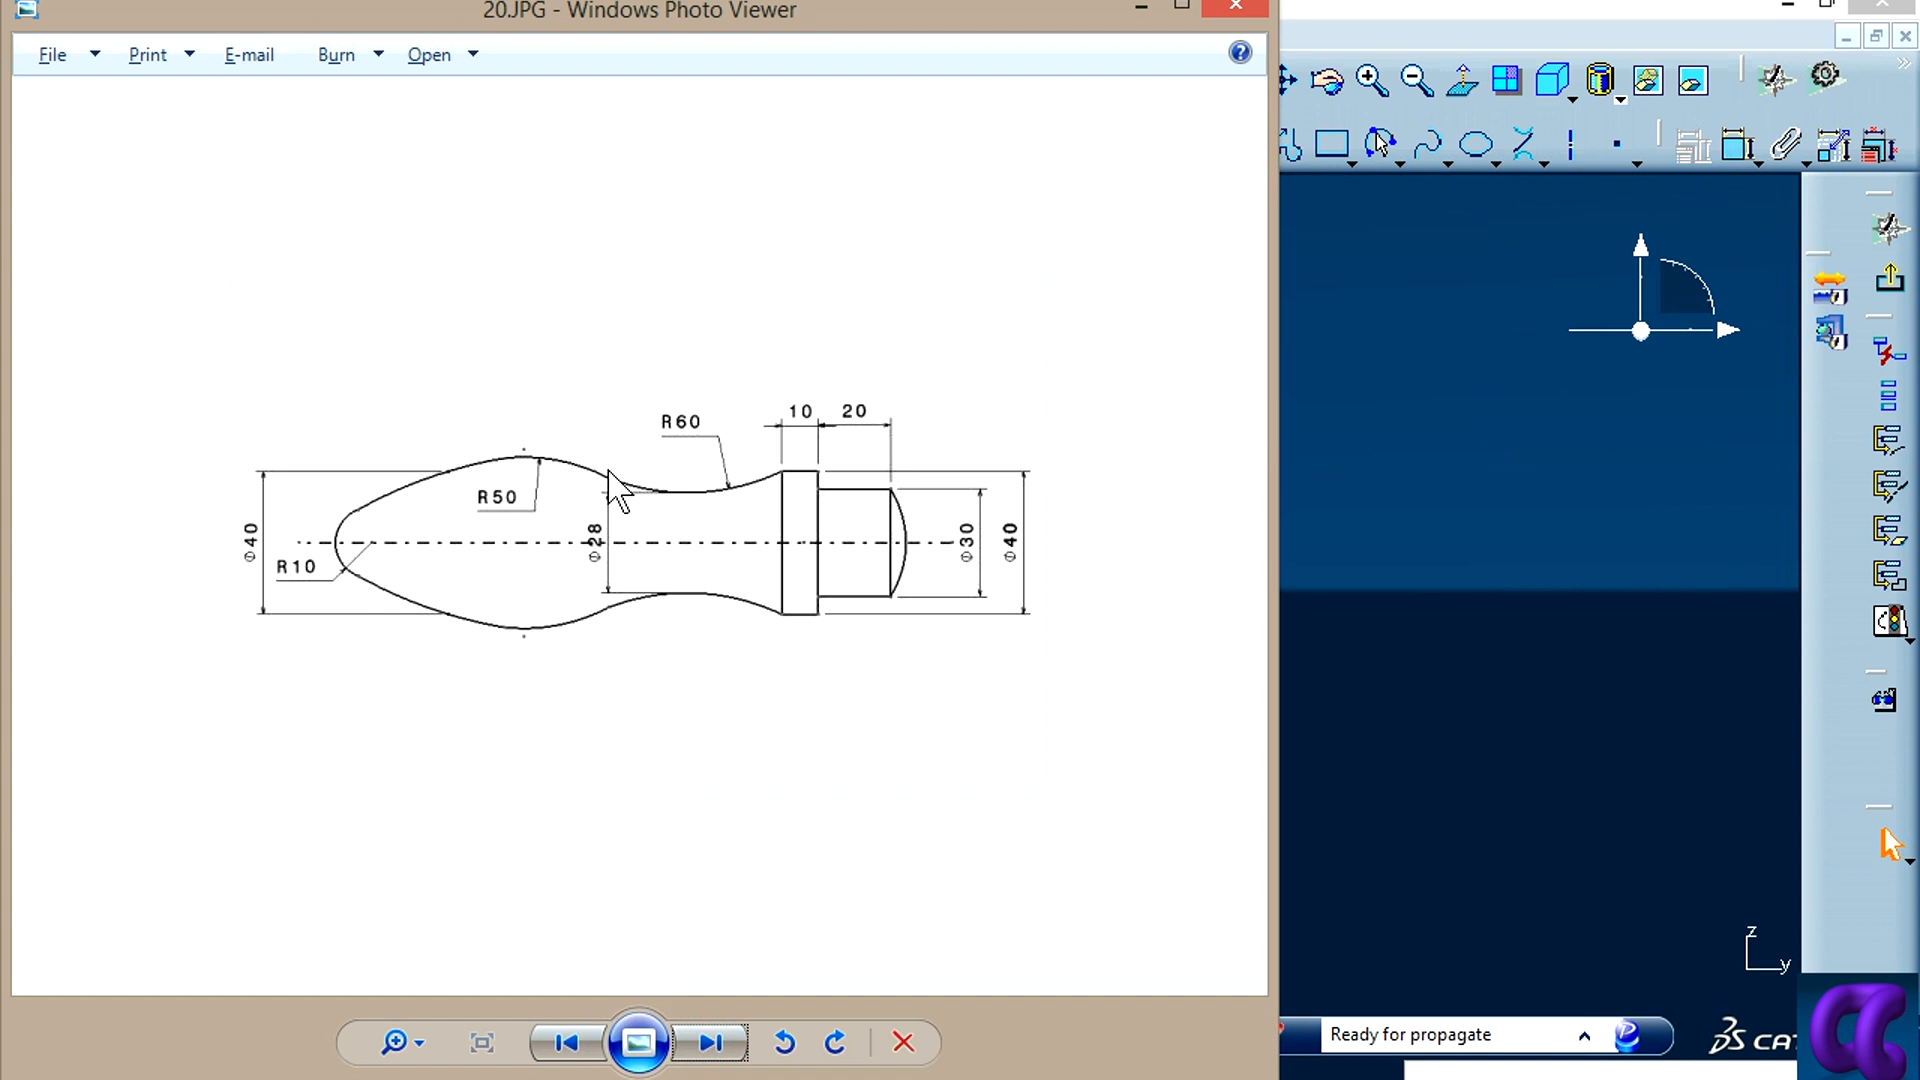 20.JPG - Windows Photo Viewer
File Print E-mail Burn Open
10 20
R60
R50
Φ40
Φ28
Φ30
Φ40
R10
z
y
Ready for propagate
CA